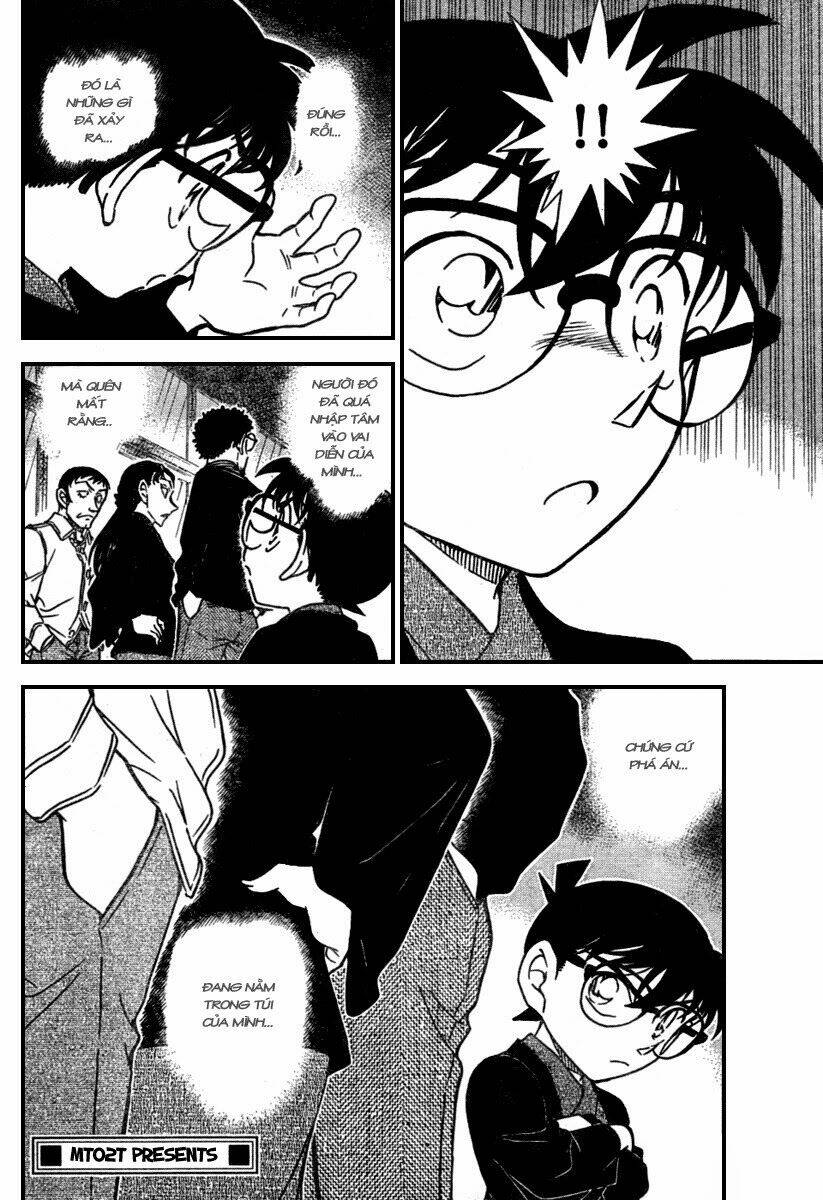 !!
ĐÚNG
RỒI...
ĐÓ LÀ
NHỮNG GÌ
ĐÃ XẢY
RA...
NGƯỜI ĐÓ
ĐÃ QUÁ
NHẬP TÂM
VÀO VAI
DIỄN CỦA
MÌNH...
MÀ QUÊN
MẤT
RẰNG..
CHỨNG CỨ
PHÁ ÁN...
ĐANG NẰM
TRONG TÚI
CỦA MÌNH...
MTO2T PRESENTS